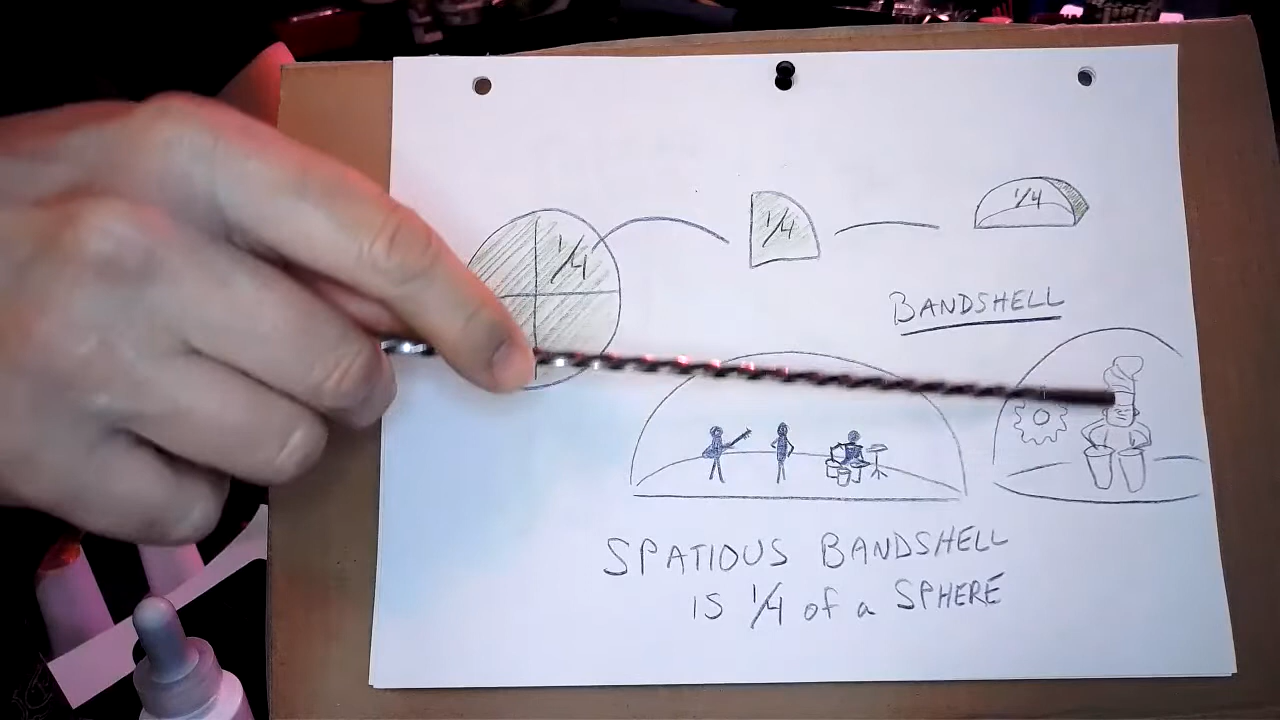 1/4
1/4
1/4
BANDSHELL
SPATIOUS BANDSHELL
IS 1/4 of a SPHERE